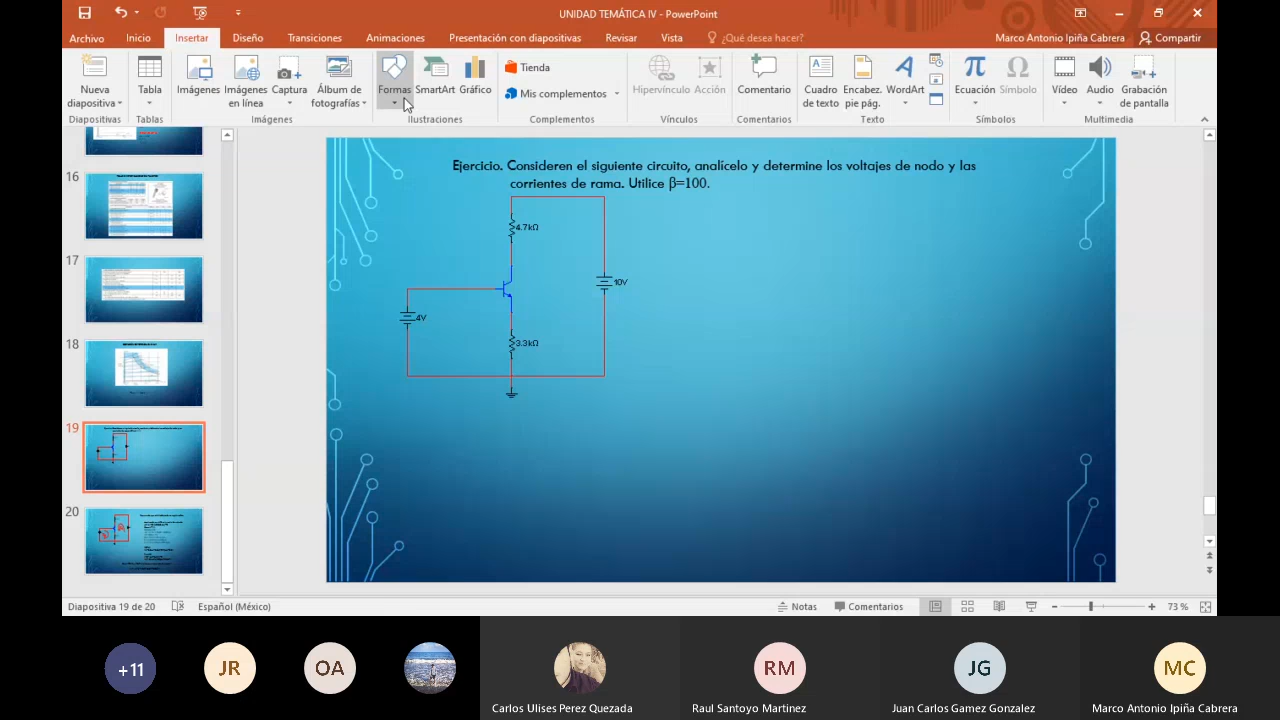 UNIDAD TEMÁTICA IV - PowerPoint
Archivo Inicio Insertar Diseño Transiciones Animaciones Presentación con diapositivas Revisar Vista ¿Qué desea hacer? Marco Antonio Ipiña Cabrera Compartir
Nueva diapositiva
Tabla
Imágenes
Imágenes en línea
Captura
Álbum de fotografías
Formas
SmartArt
Gráfico
Tienda
Mis complementos
Hipervínculo
Acción
Comentario
Cuadro de texto
Encabez. pie pág.
WordArt
Ecuación
Símbolo
Vídeo
Audio
Grabación de pantalla
Diapositivas Tablas Imágenes Ilustraciones Complementos Vínculos Comentarios Texto Símbolos Multimedia
16
17
18
19
20
Ejercicio. Consideren el siguiente circuito, analícelo y determine los voltajes de nodo y las
corrientes de rama. Utilice β=100.
4.7kΩ
10V
4V
3.3kΩ
Diapositiva 19 de 20 Español (México) Notas Comentarios 73 %
+11
JR
OA
RM
JG
MC
Carlos Ulises Perez Quezada
Raul Santoyo Martinez
Juan Carlos Gamez Gonzalez
Marco Antonio Ipiña Cabrera